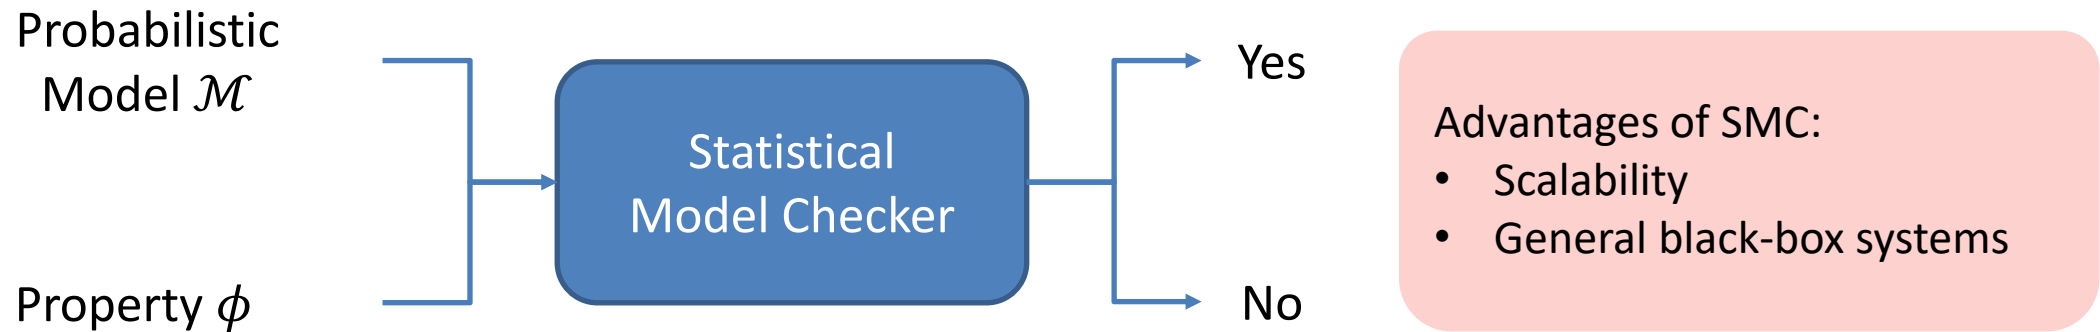 Probabilistic
Model ℳ
Property ϕ
Statistical
Model Checker
Yes
No
Advantages of SMC:
• Scalability
• General black-box systems